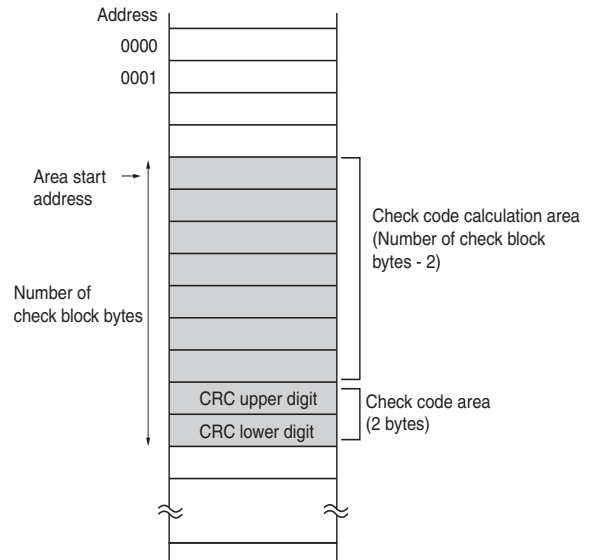 Address
0000
0001
Area start
address
Check code calculation area
(Number of check block
bytes - 2)
Number of
check block bytes
CRC upper digit
CRC lower digit
Check code area
(2 bytes)